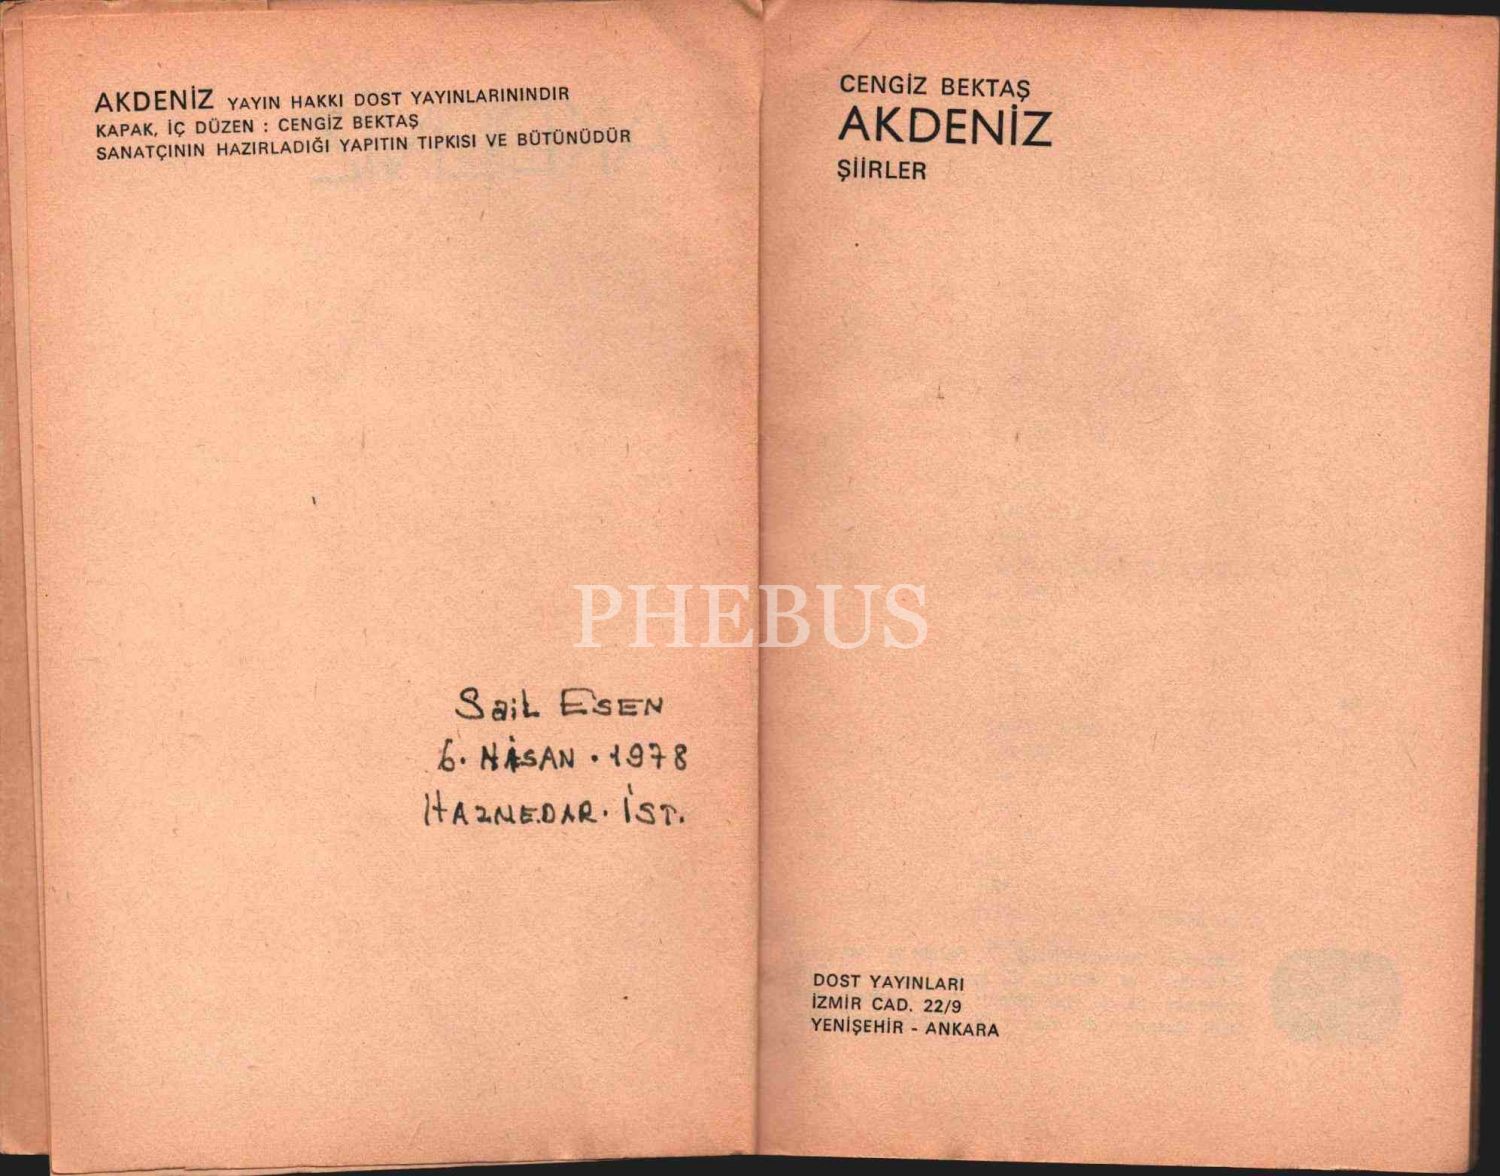 AKDENİZ YAYIN HAKKI DOST YAYINLARININDIR
KAPAK, İÇ DÜZEN : CENGİZ BEKTAŞ
SANATÇININ HAZIRLADIĞI YAPITIN TIPKISI VE BÜTÜNÜDÜR
Sait ESEN
6. NİSAN . 1978
HAZNEDAR. İST.
CENGİZ BEKTAŞ
AKDENİZ
ŞİİRLER
DOST YAYINLARI
İZMİR CAD. 22/9
YENİŞEHİR - ANKARA
PHEBUS